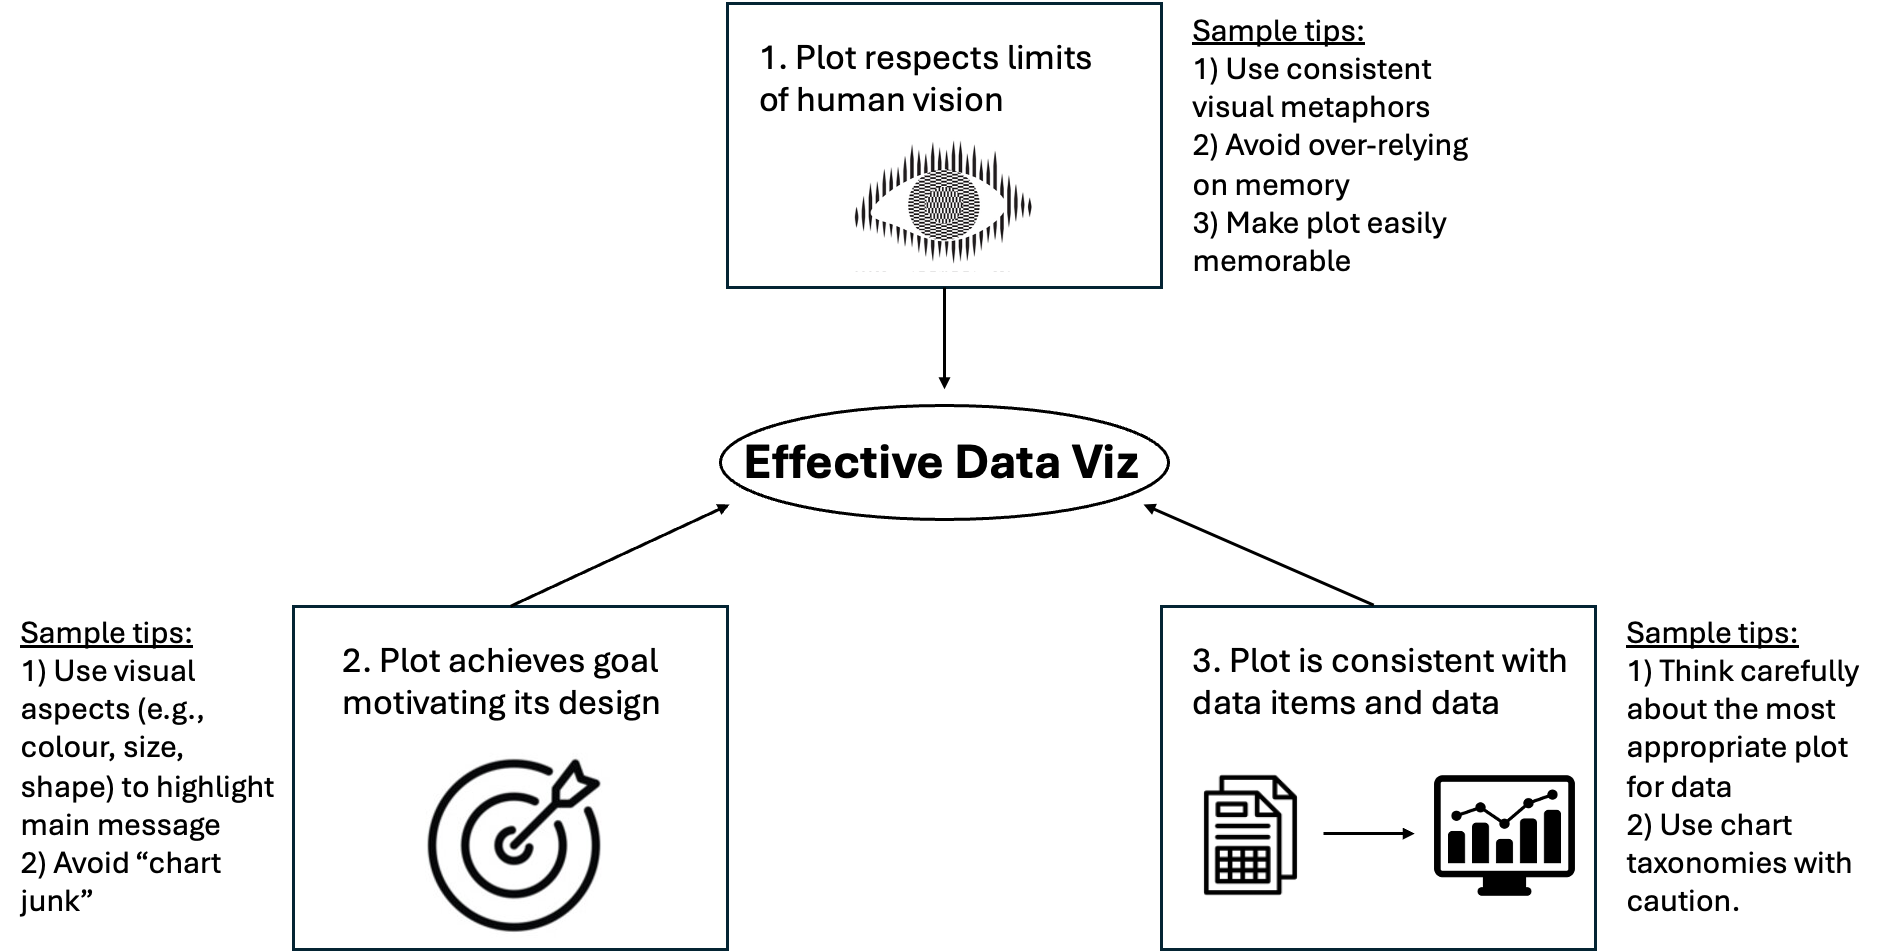 1. Plot respects limits
of human vision
Sample tips:
1) Use consistent
visual metaphors
2) Avoid over-relying
on memory
3) Make plot easily
memorable
Effective Data Viz
Sample tips:
1) Use visual
aspects (e.g.,
colour, size,
shape) to highlight
main message
2) Avoid “chart
junk”
2. Plot achieves goal
motivating its design
3. Plot is consistent with
data items and data
Sample tips:
1) Think carefully
about the most
appropriate plot
for data
2) Use chart
taxonomies with
caution.